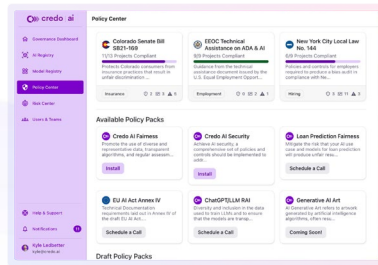 credo ai
Policy Center
Governance Dashboard
AI Registry
Model Registry
Policy Center
Risk Center
Users & Teams
Help & Support
Notifications
Kyle Ledbetter
kyle@credo.ai
Colorado Senate Bill
SB21-169
11/11 Projects Compliant
Protects Colorado consumers from
insurance practices that result in
unfair discrimination ...
Insurance
EEOC Technical
Assistance on ADA & AI
9/9 Projects Compliant
Guidance from the technical
assistance document issued by the
U.S. Equal Employment Opport...
Employment
New York City Local Law
No. 144
Projects Compliant
Policies and controls for employers
required to produce a bias audit in
compliance with
Hiring
Available Policy Packs
Credo AI Fairness
Promote the use of diverse and
representative data, transparent
algorithms, and regular assessm...
Install
Credo AI Security
Achieve AI security, a
comprehensive set of policies and
controls should be implemented to
Install
Loan Prediction Fairness
Mitigate the risk that your AI use
case and models for loan prediction
will produce unfair
Schedule a Call
EU AI Act Annex IV
Technical Documentation
requirements laid out in Annex IV of
the draft EU AI Act...
Schedule a Call
ChatGPT/LLM RAI
Diversity and inclusion in the data
used to train LLMs and to ensure
that the models are
Schedule a Call
Generative AI Art
AI Generative Art refers to artwork
generated by artificial intelligence
algorithms, often
Coming Soon!
Draft Policy Packs